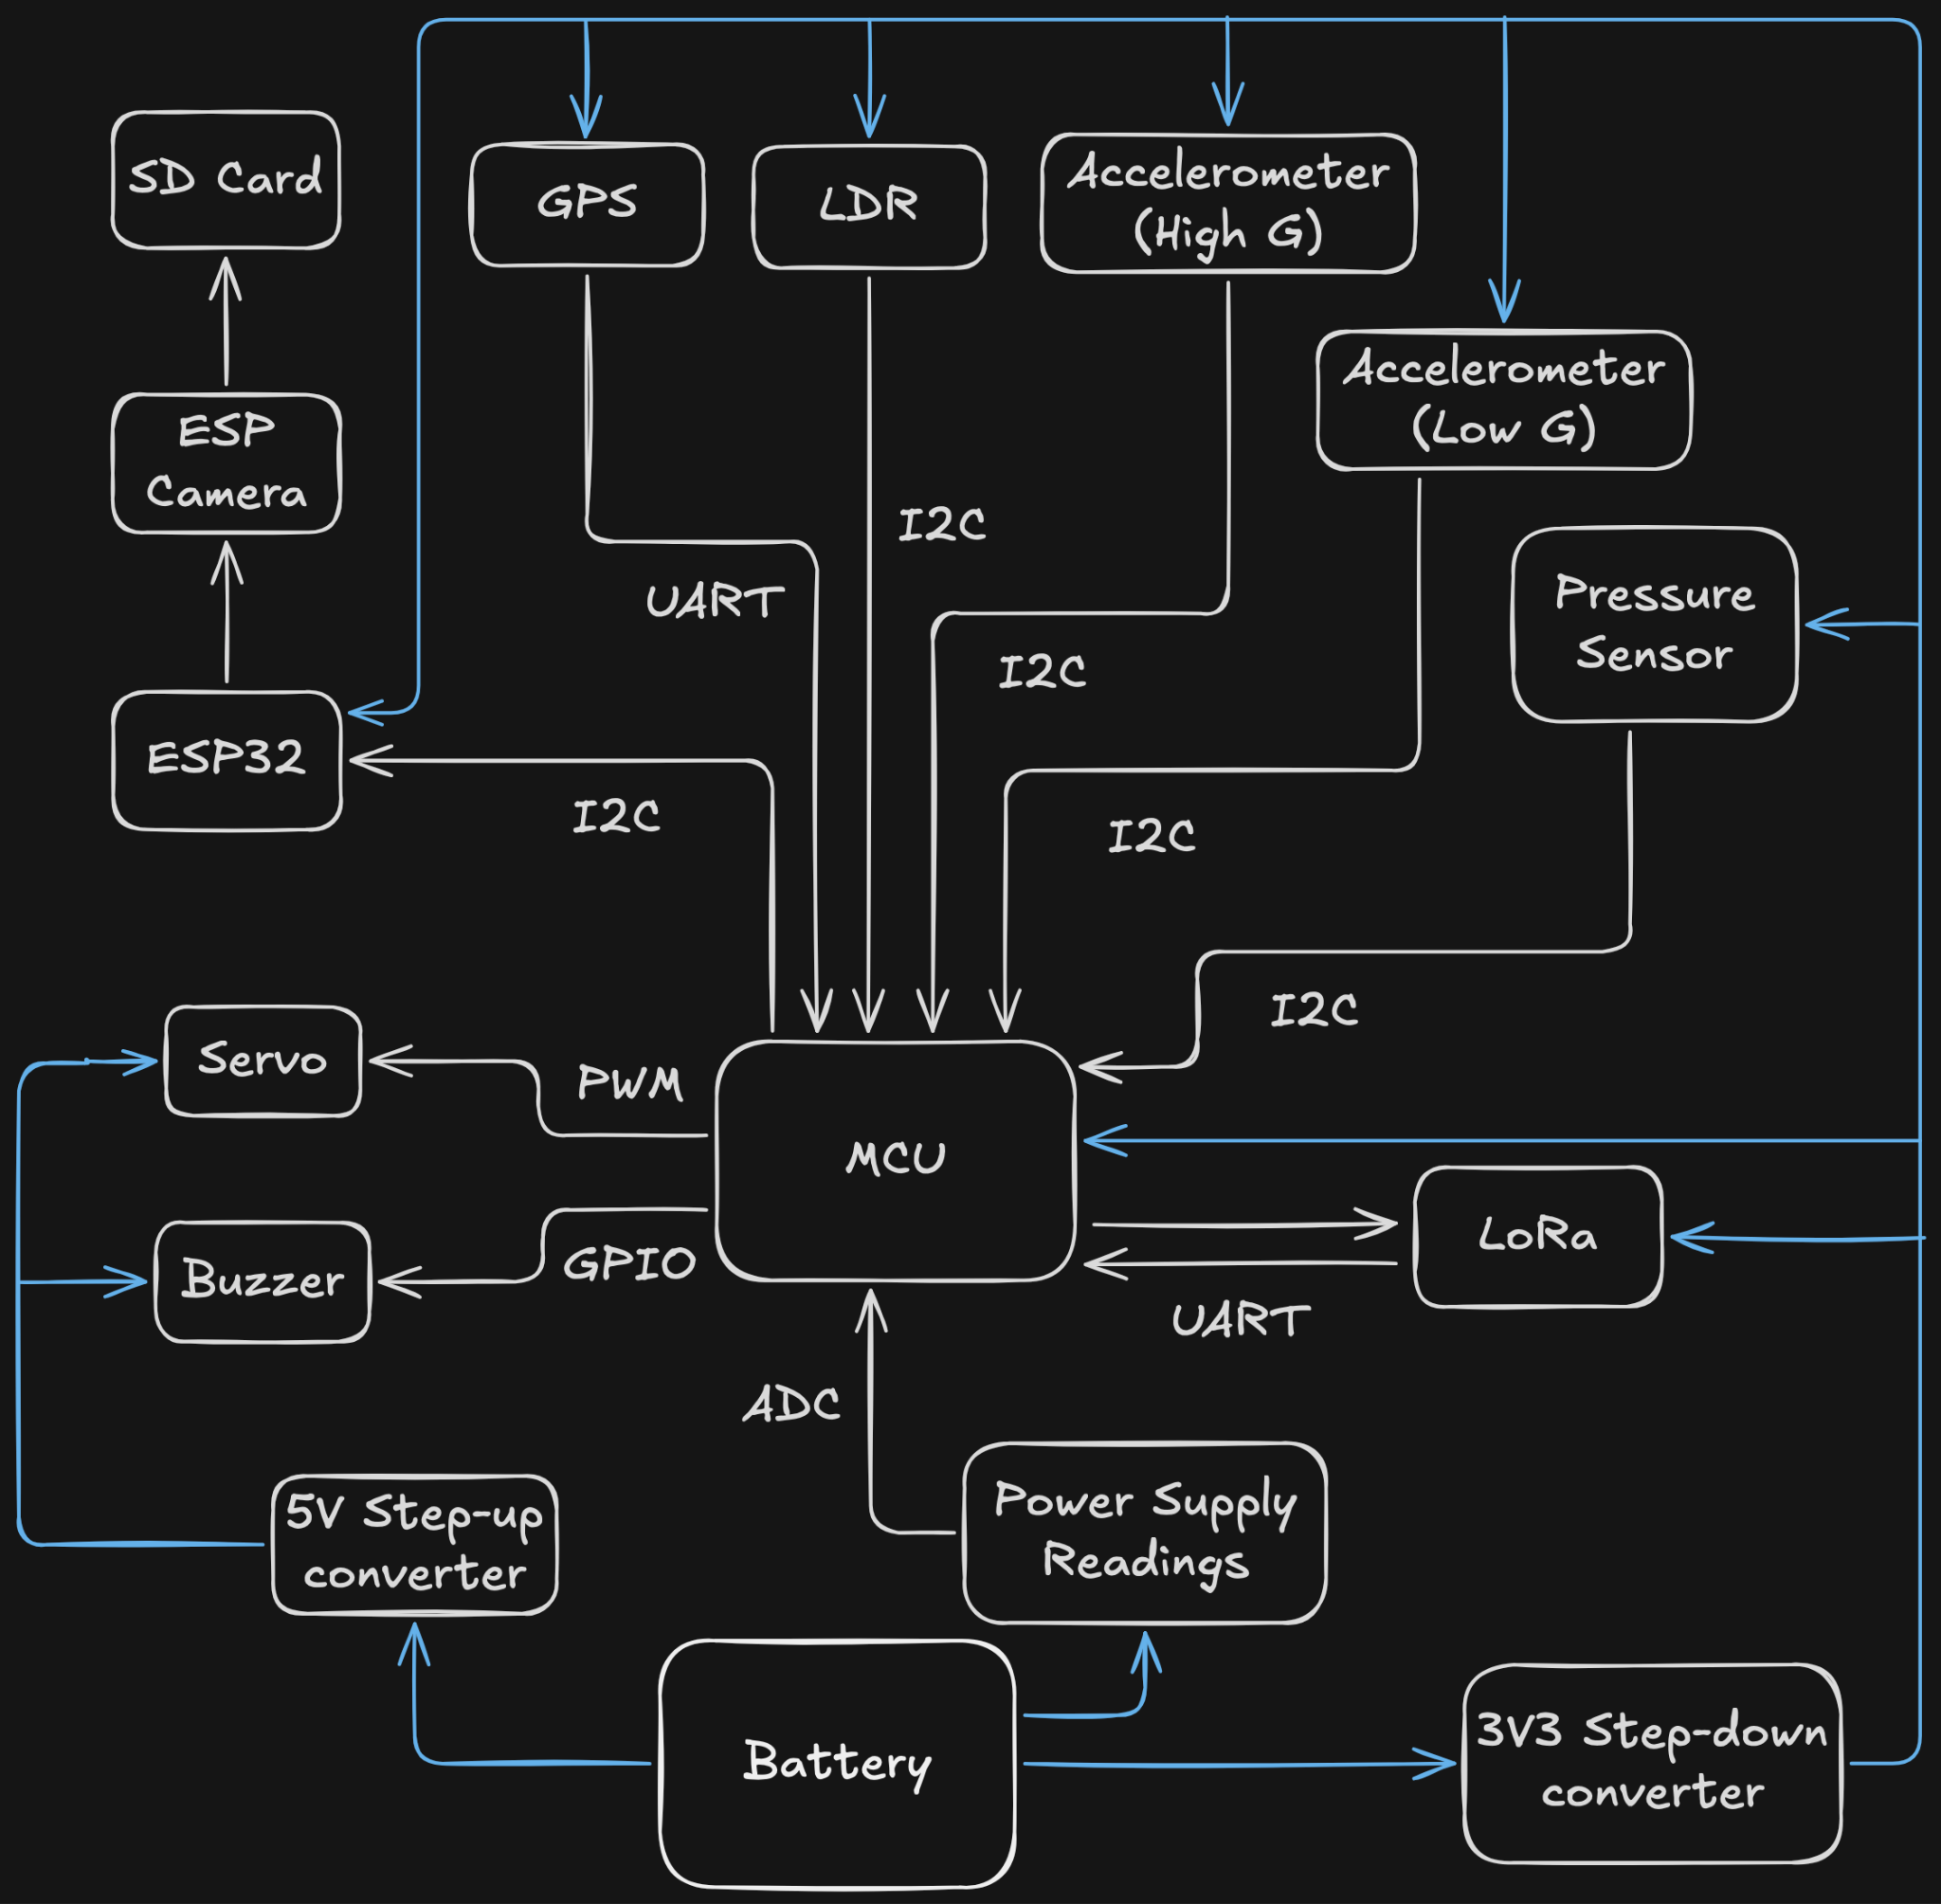 SD Card
GPS
LDR
Accelerometer
(High G)
Accelerometer
(Low G)
ESP
Camera
I2C
UART
Pressure
Sensor
I2C
ESP32
I2C
I2C
I2C
Servo
PWM
MCU
LoRa
Buzzer
GPIO
UART
ADC
5V Step-up
converter
Power Supply
Readings
Battery
3V3 Step-down
converter